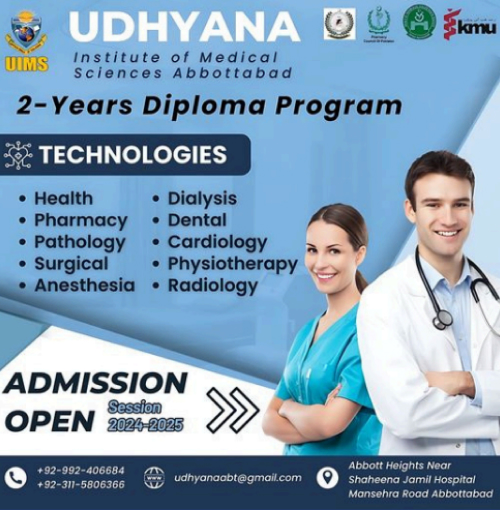 UDHYANA
UIMS
Institute of Medical
Sciences Abbottabad
kmu
2-Years Diploma Program
TECHNOLOGIES
• Health
• Pharmacy
• Pathology
• Surgical
• Anesthesia
• Dialysis
• Dental
• Cardiology
• Physiotherapy
• Radiology
ADMISSION
OPEN Session
2024-2025
+92-992-406684
+92-311-5806366
udhyanaabt@gmail.com
Abbott Heights Near
Shaheena Jamil Hospital
Mansehra Road Abbottabad